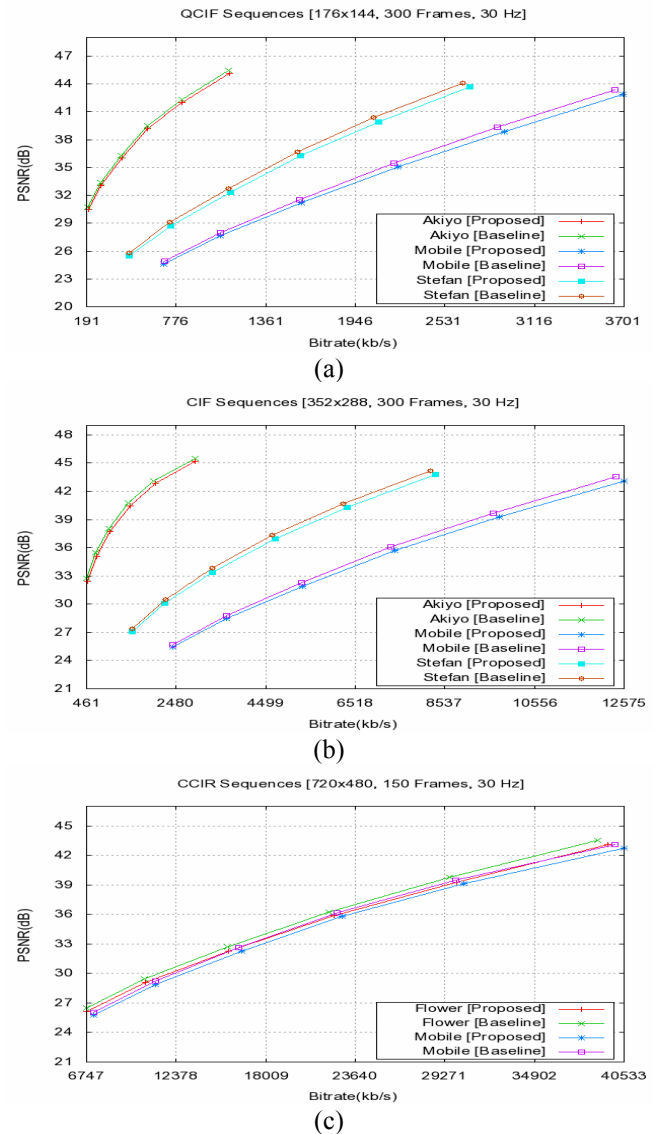 QCIF Sequences [176x144, 300 Frames, 30 Hz]
PSNR(dB)
47
44
41
38
35
32
29
26
23
20
Akiyo [Proposed]
Akiyo [Baseline]
Mobile [Proposed]
Mobile [Baseline]
Stefan [Proposed]
Stefan [Baseline]
191 776 1361 1946 2531 3116 3701
Bitrate(kb/s)
(a)
CIF Sequences [352x288, 300 Frames, 30 Hz]
PSNR(dB)
48
45
42
39
36
33
30
27
24
21
Akiyo [Proposed]
Akiyo [Baseline]
Mobile [Proposed]
Mobile [Baseline]
Stefan [Proposed]
Stefan [Baseline]
461 2480 4499 6518 8537 10556 12575
Bitrate(kb/s)
(b)
CCIR Sequences [720x480, 150 Frames, 30 Hz]
PSNR(dB)
45
42
39
36
33
30
27
24
21
Flower [Proposed]
Flower [Baseline]
Mobile [Proposed]
Mobile [Baseline]
6747 12378 18009 23640 29271 34902 40533
Bitrate(kb/s)
(c)